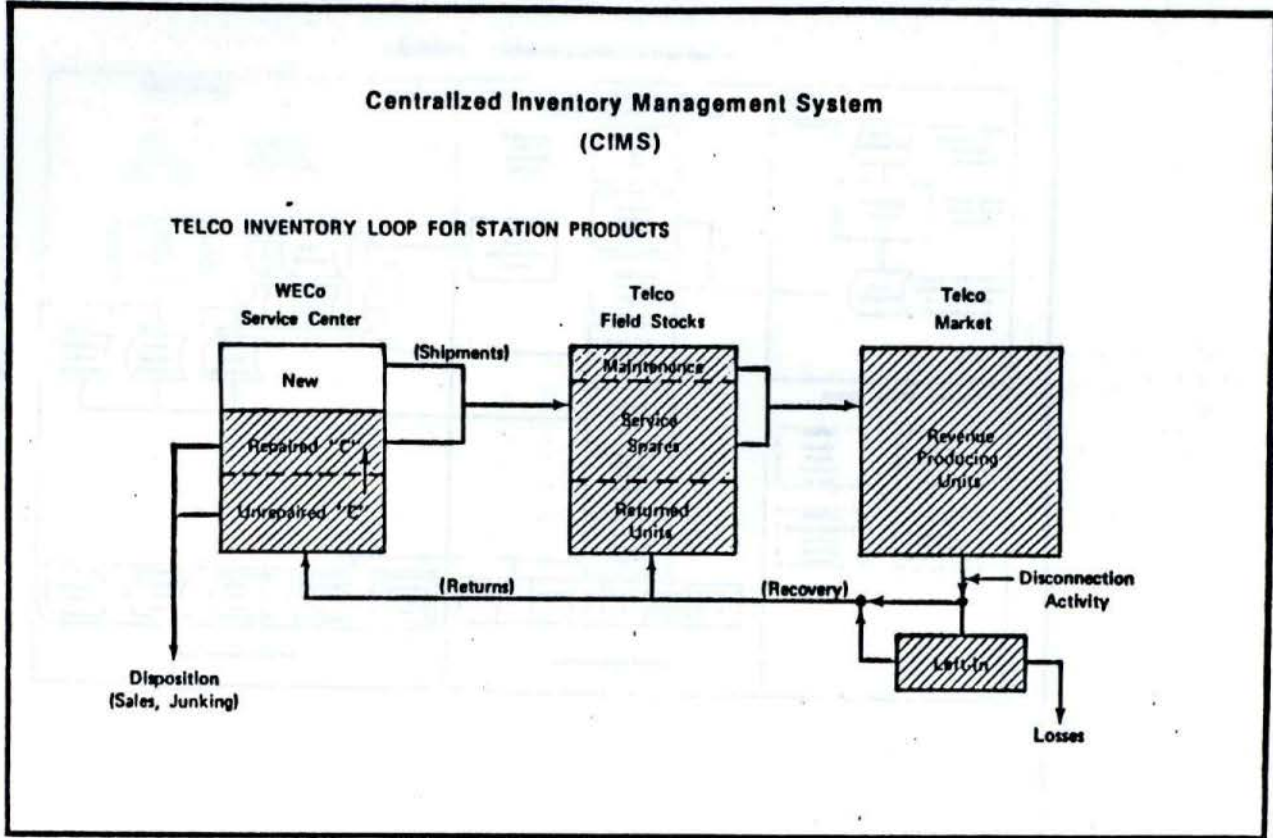 Centralized Inventory Management System
(CIMS)
TELCO INVENTORY LOOP FOR STATION PRODUCTS
WECo
Service Center
Telco
Field Stocks
Telco
Market
New
Repaired "C"
Unrepaired "C"
(Shipments)
Maintenance
Service
Spares
Returned
Units
Revenue
Producing
Units
(Returns)
(Recovery)
Disconnection
Activity
Left-in
Disposition
(Sales, Junking)
Losses